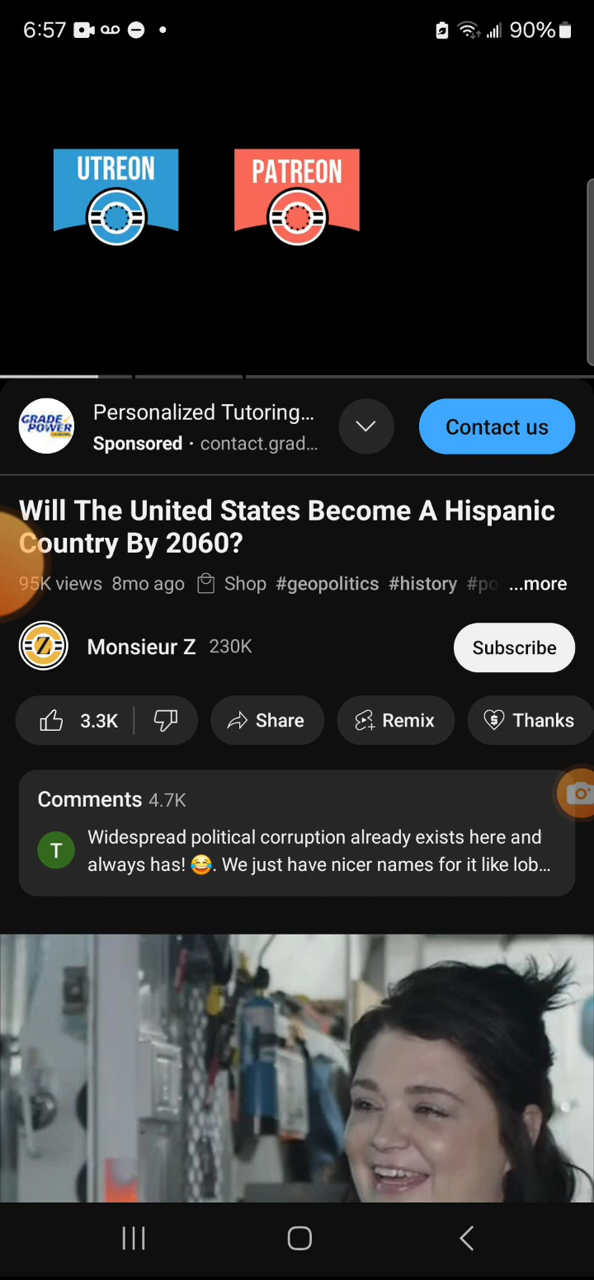 6:57
90%
UTREON
PATREON
GRADE POWER
Personalized Tutoring...
Contact us
Sponsored · contact.grad...
Will The United States Become A Hispanic
Country By 2060?
95K views 8mo ago Shop #geopolitics #history #po ...more
Monsieur Z 230K
Subscribe
3.3K
Share
Remix
Thanks
Comments 4.7K
T
Widespread political corruption already exists here and
always has! 😂. We just have nicer names for it like lob...